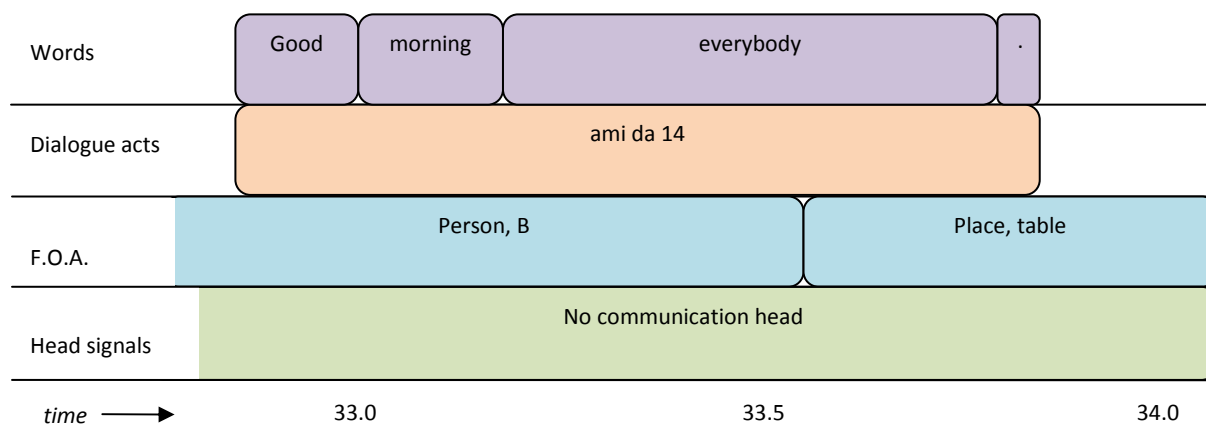 Words Good morning everybody .
Dialogue acts ami da 14
F.O.A. Person, B Place, table
Head signals No communication head
time 33.0 33.5 34.0